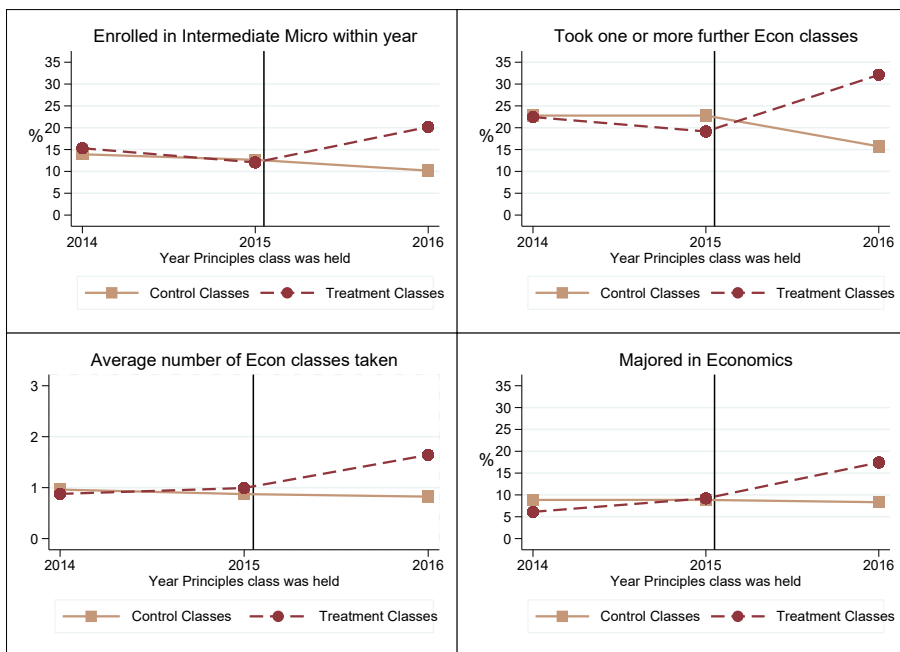 Enrolled in Intermediate Micro within year
35
30
25
20
%
15
10
5
0
2014 2015 2016
Year Principles class was held
Control Classes Treatment Classes
Took one or more further Econ classes
35
30
25
20
%
15
10
5
0
2014 2015 2016
Year Principles class was held
Control Classes Treatment Classes
Average number of Econ classes taken
3
2
1
0
2014 2015 2016
Year Principles class was held
Control Classes Treatment Classes
Majored in Economics
35
30
25
20
%
15
10
5
0
2014 2015 2016
Year Principles class was held
Control Classes Treatment Classes